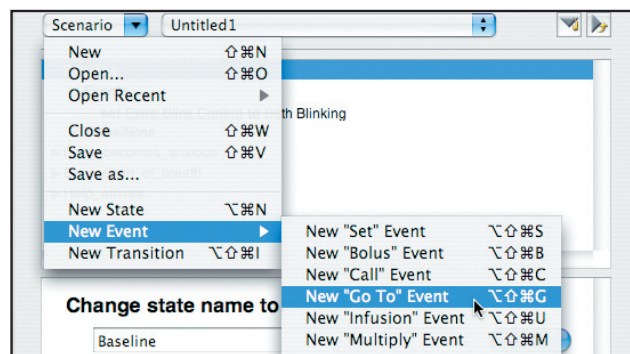 Scenario Untitled1
New ⇧⌘N
Open... ⇧⌘O
Open Recent
th Blinking
Close ⇧⌘W
Save ⇧⌘V
Save as...
New State ⌥⌘N
New Event
New Transition ⌥⇧⌘I
New "Set" Event ⌥⇧⌘S
New "Bolus" Event ⌥⇧⌘B
New "Call" Event ⌥⇧⌘C
New "Go To" Event ⌥⇧⌘G
New "Infusion" Event ⌥⇧⌘U
New "Multiply" Event ⌥⇧⌘M
Change state name to
Baseline